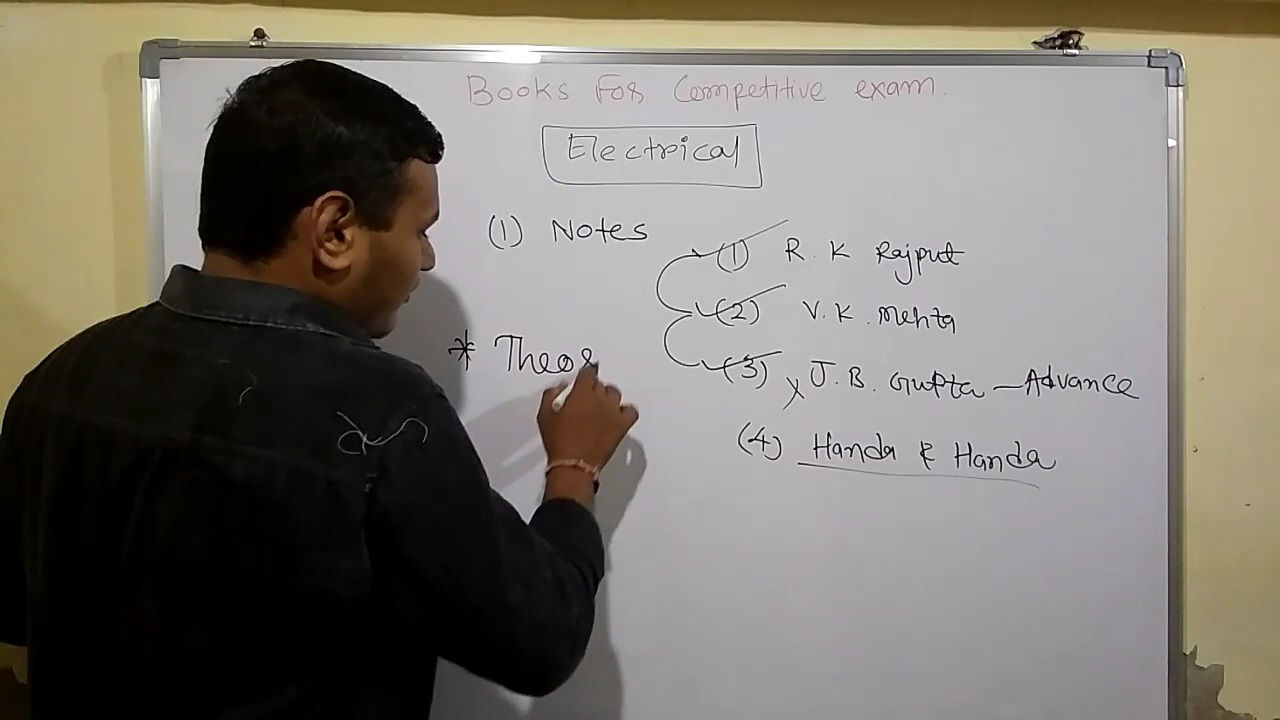 Books For Competitive exam.
Electrical
(1) Notes
(1) R. K Rajput
(2) V. K. Mehta
(3) J. B. Gupta – Advance
(4) Handa & Handa
* Theor